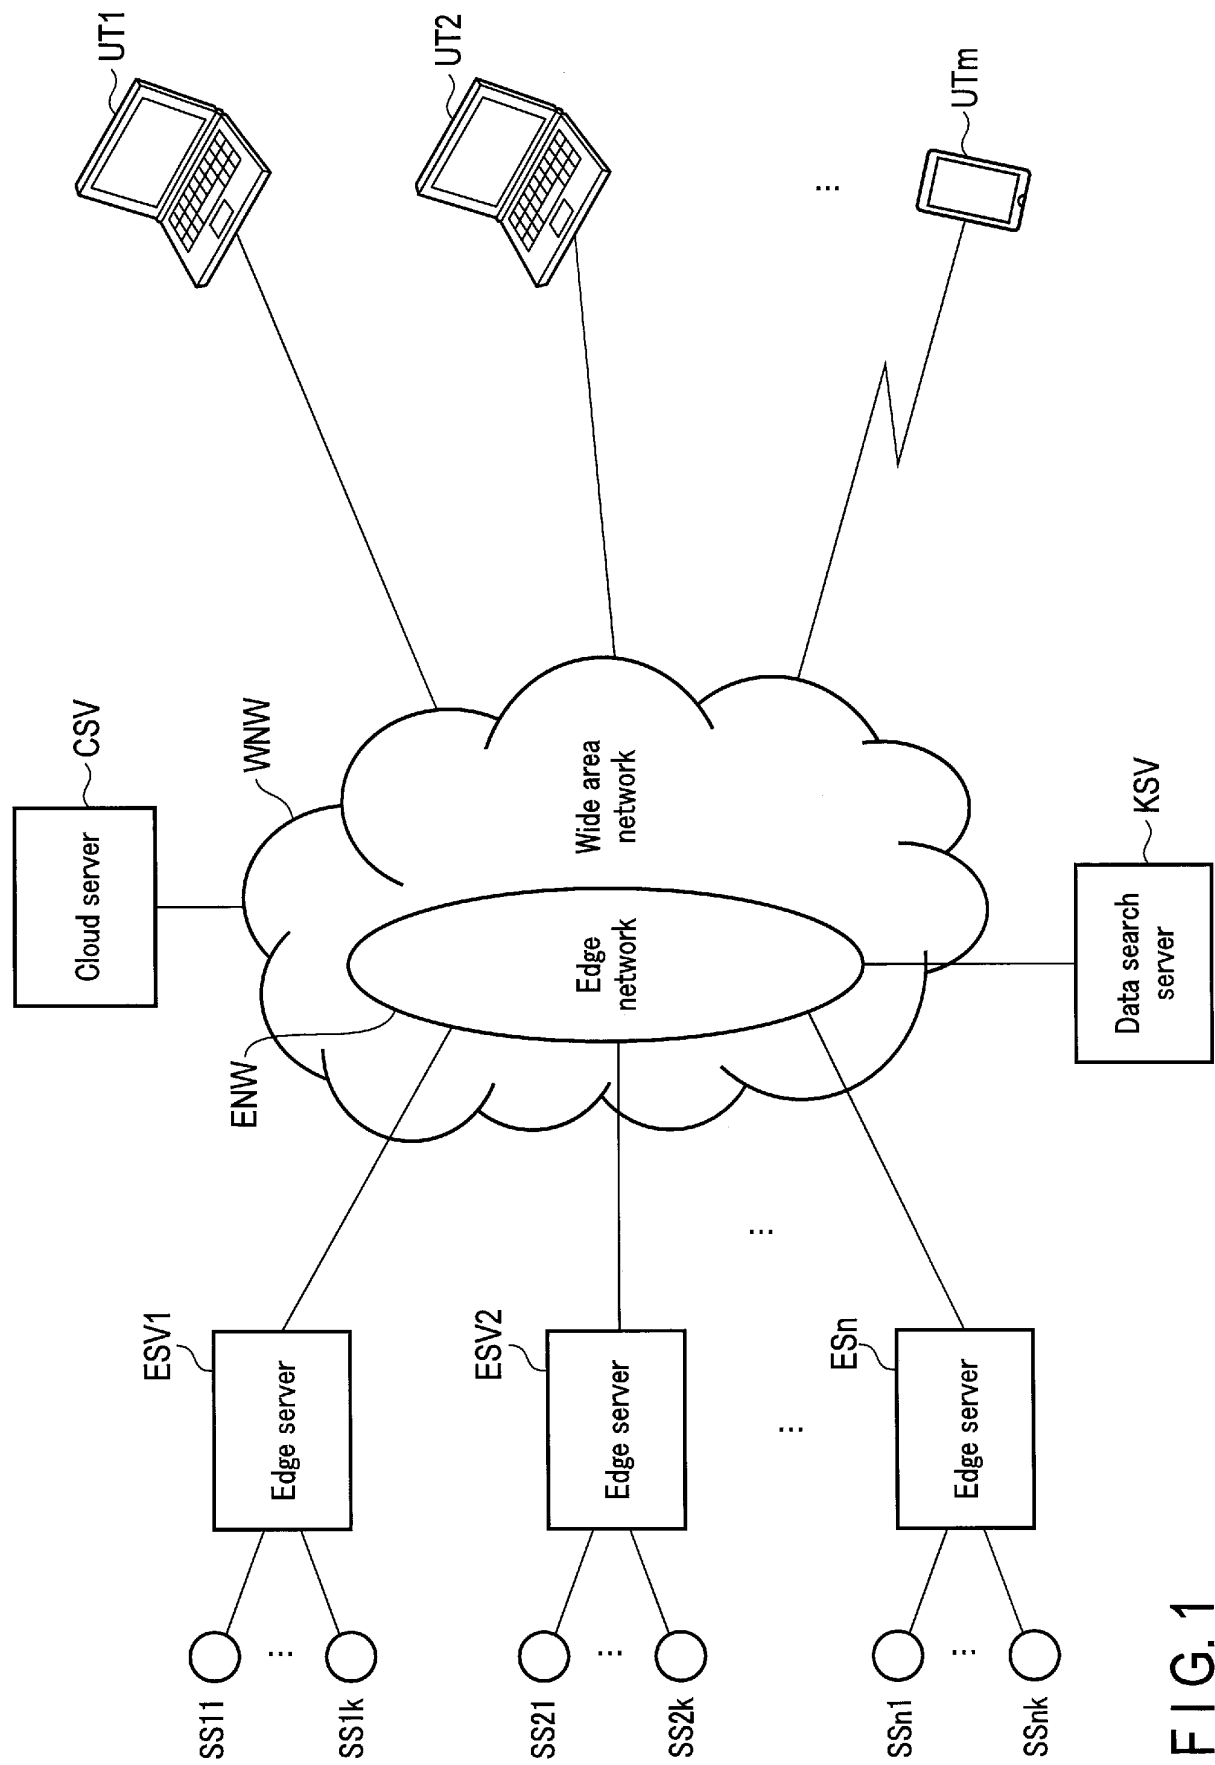 CSV
Cloud server
WNW
ENW
UT1
UT2
UTm
...
Wide area
network
Edge
network
ESV1
Edge server
ESV2
Edge server
...
...
ESn
Edge server
SS11
...
SS1k
SS21
...
SS2k
SSn1
...
SSnk
KSV
Data search
server
FIG. 1